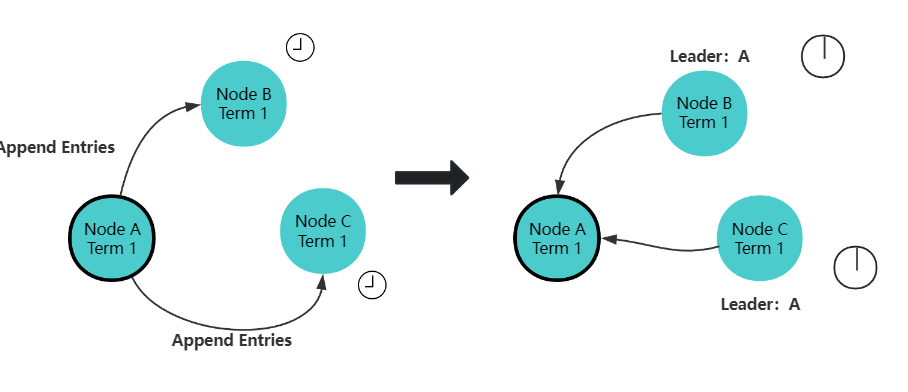 Node B
Term 1
Append Entries
Node A
Term 1
Node C
Term 1
Append Entries
Leader: A
Node B
Term 1
Node A
Term 1
Node C
Term 1
Leader: A